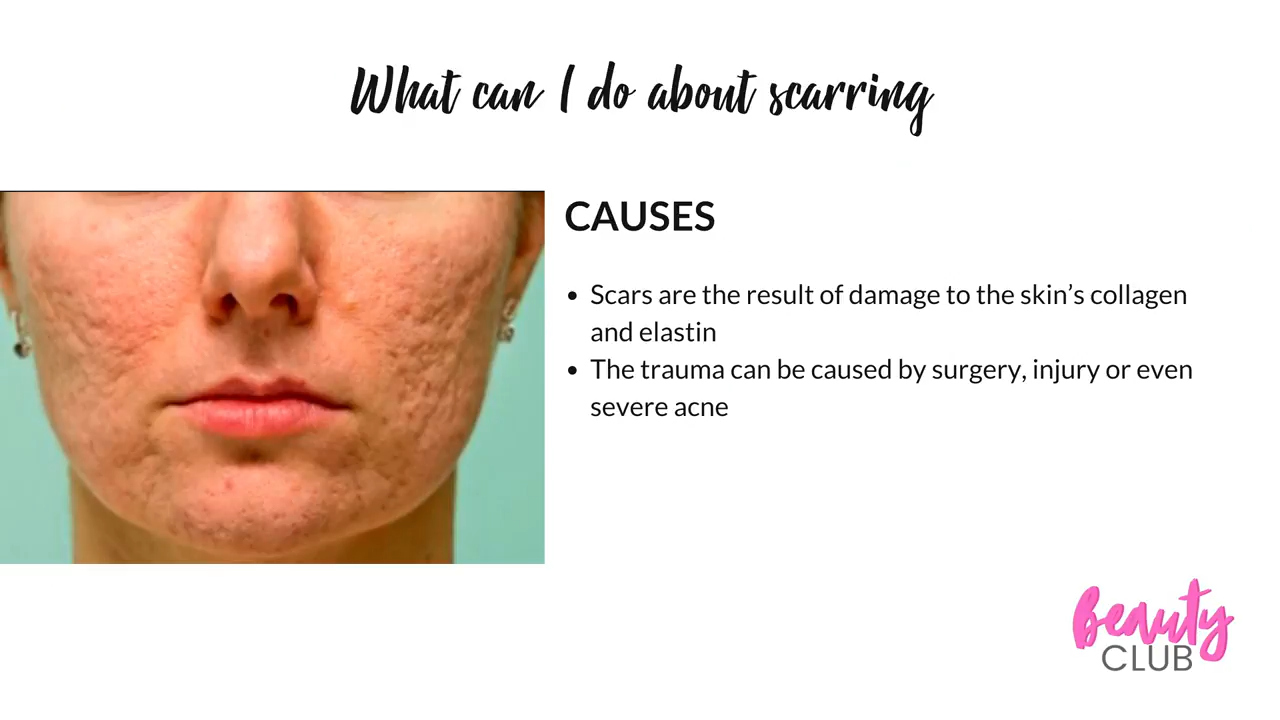 What can I do about scarring
CAUSES
• Scars are the result of damage to the skin’s collagen
and elastin
• The trauma can be caused by surgery, injury or even
severe acne
Beauty
CLUB